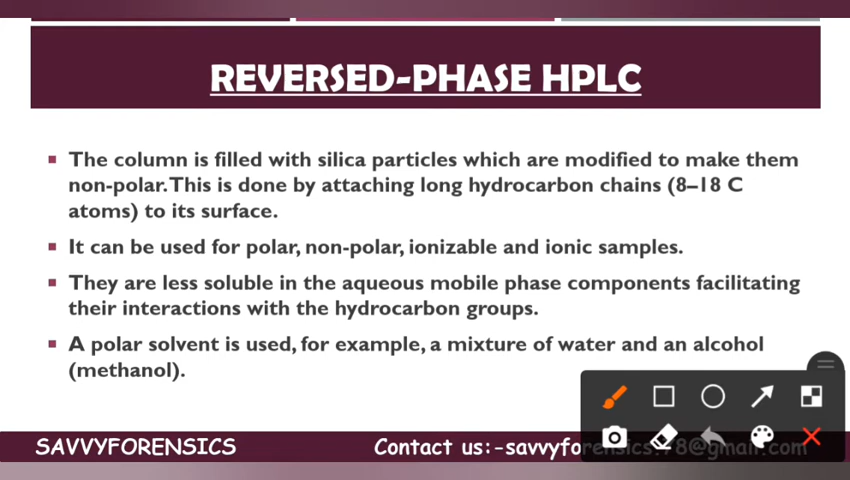 REVERSED-PHASE HPLC
The column is filled with silica particles which are modified to make them
non-polar. This is done by attaching long hydrocarbon chains (8–18 C
atoms) to its surface.
It can be used for polar, non-polar, ionizable and ionic samples.
They are less soluble in the aqueous mobile phase components facilitating
their interactions with the hydrocarbon groups.
A polar solvent is used, for example, a mixture of water and an alcohol
(methanol).
SAVVYFORENSICS Contact us:-